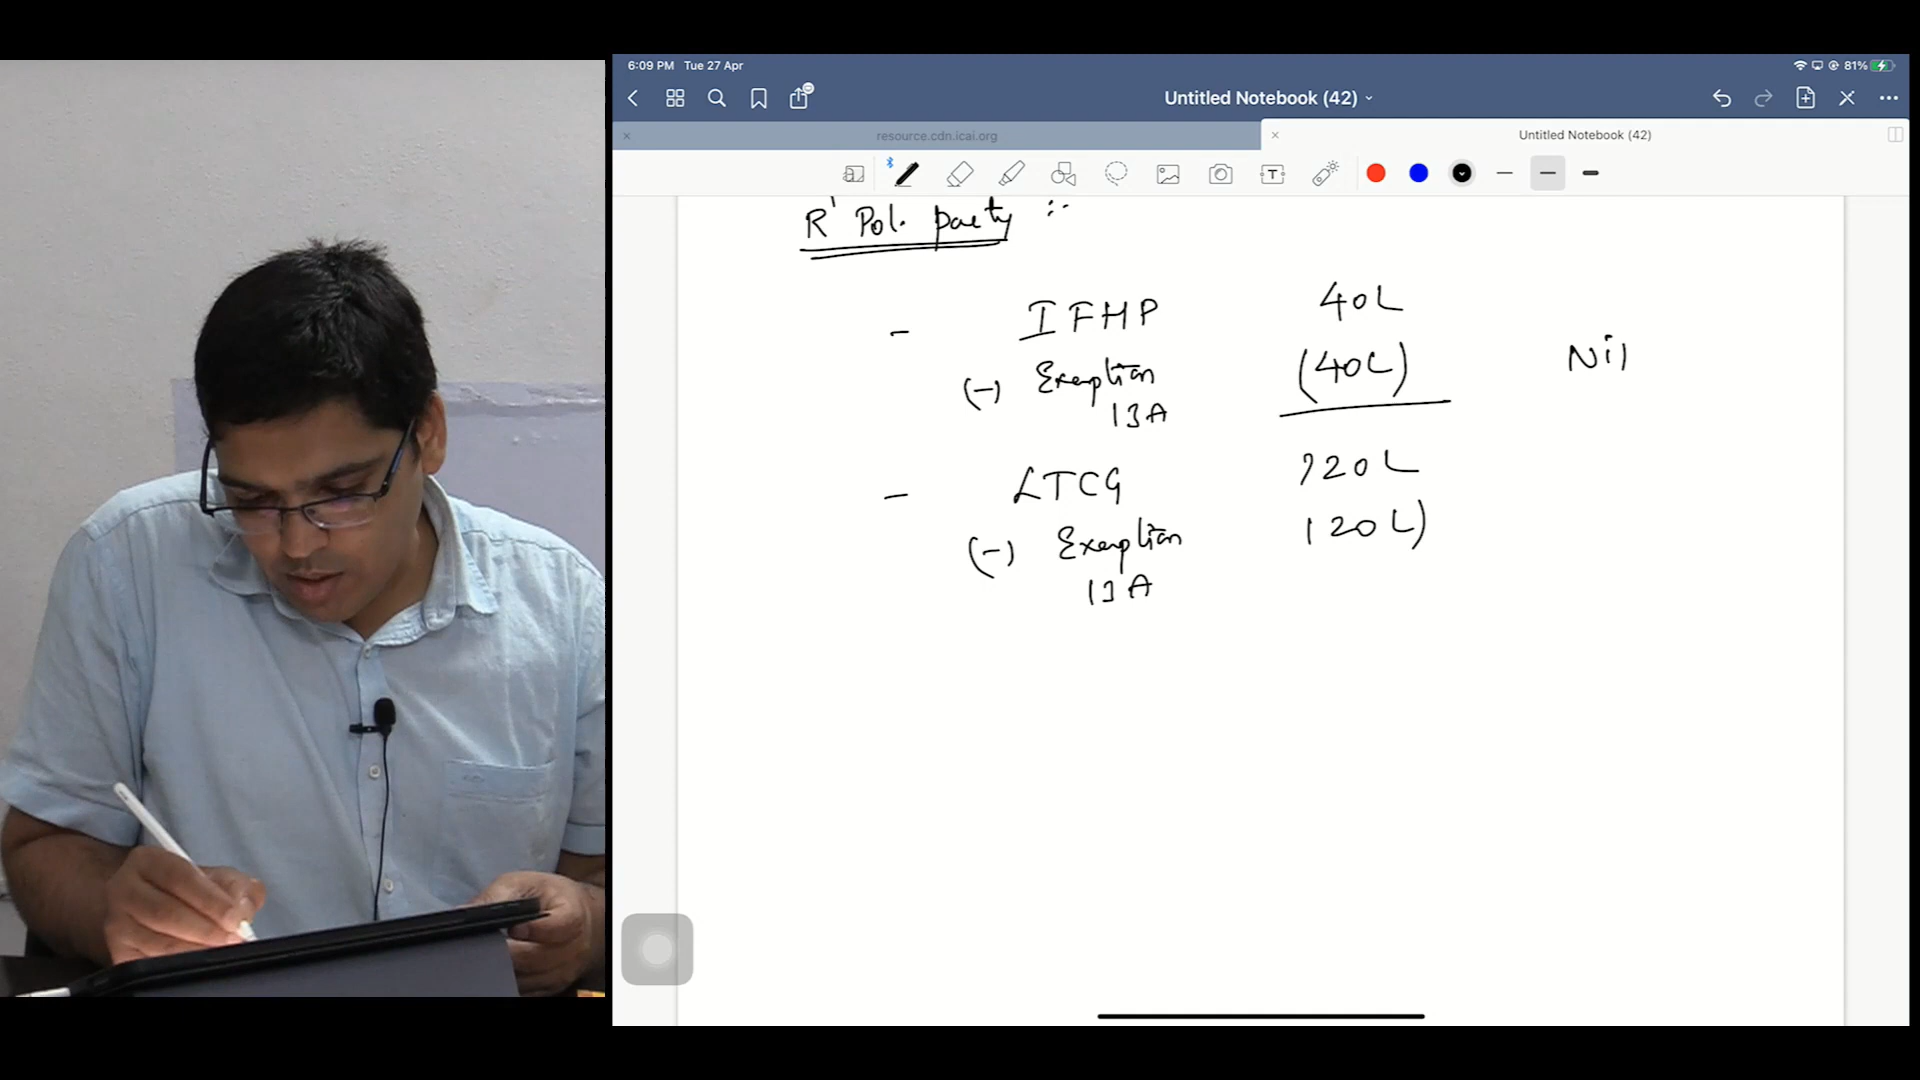 6:09 PM Tue 27 Apr
81%
Untitled Notebook (42)
resource.cdn.icai.org
Untitled Notebook (42)
R' Pol. party :-
- IFHP 40L
(-) Exemption (40L) Nil
13A
- LTCG 120L
(-) Exemption 120L)
13A